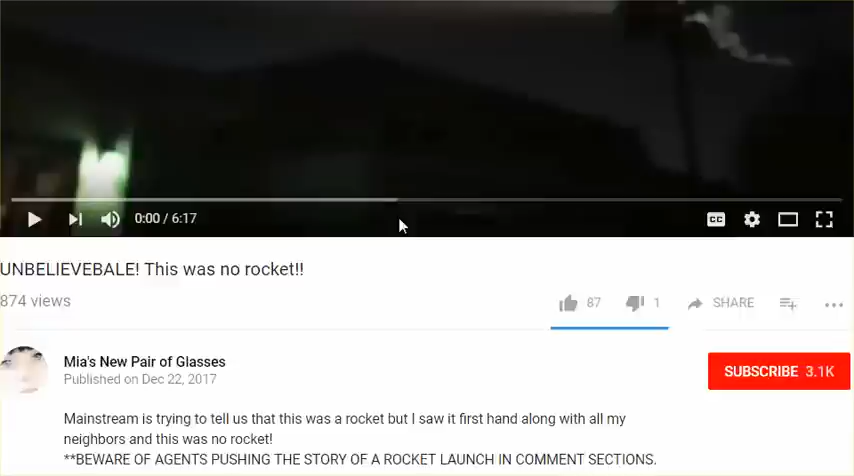 0:00 / 6:17
CC
UNBELIEVEBALE! This was no rocket!!
874 views
87
1
SHARE
Mia's New Pair of Glasses
Published on Dec 22, 2017
SUBSCRIBE 3.1K
Mainstream is trying to tell us that this was a rocket but I saw it first hand along with all my
neighbors and this was no rocket!
**BEWARE OF AGENTS PUSHING THE STORY OF A ROCKET LAUNCH IN COMMENT SECTIONS.